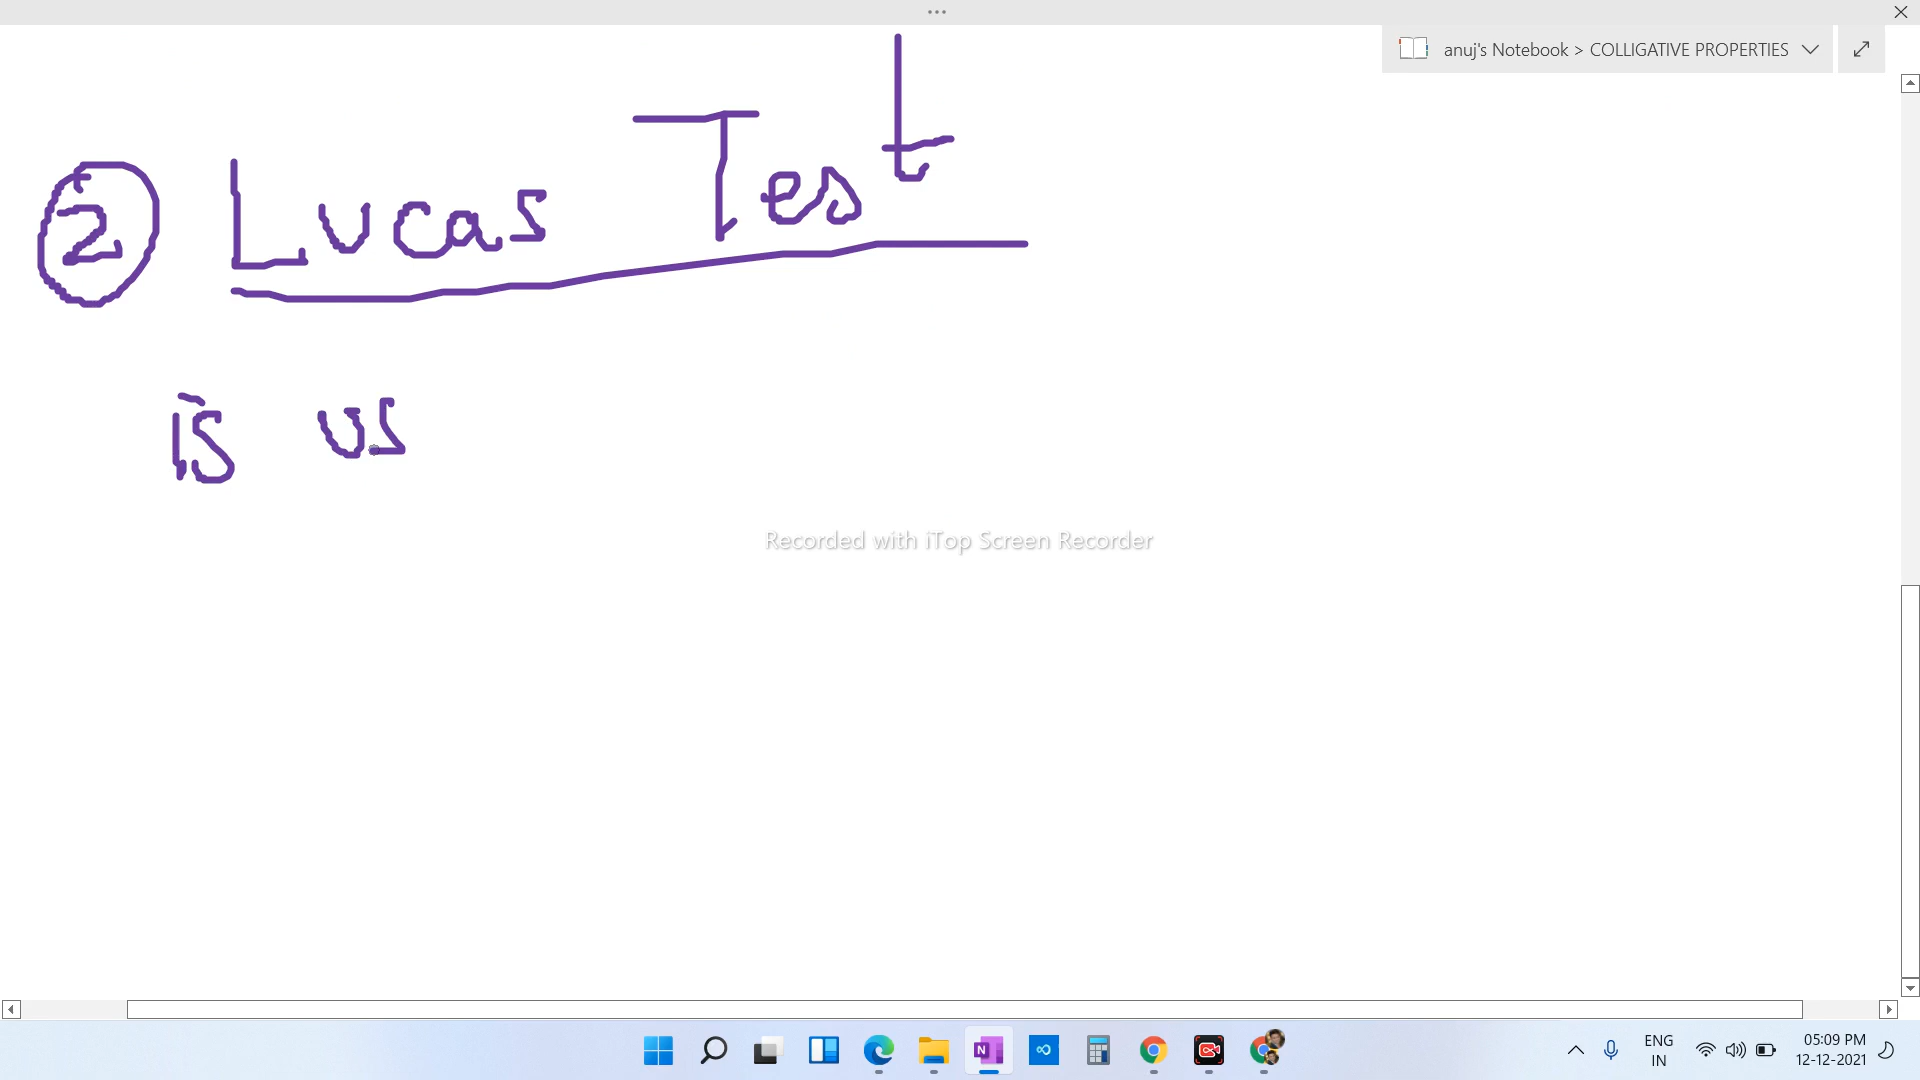 anuj's Notebook > COLLIGATIVE PROPERTIES
2 Lucas Test
is us
Recorded with iTop Screen Recorder
ENG
IN
05:09 PM
12-12-2021